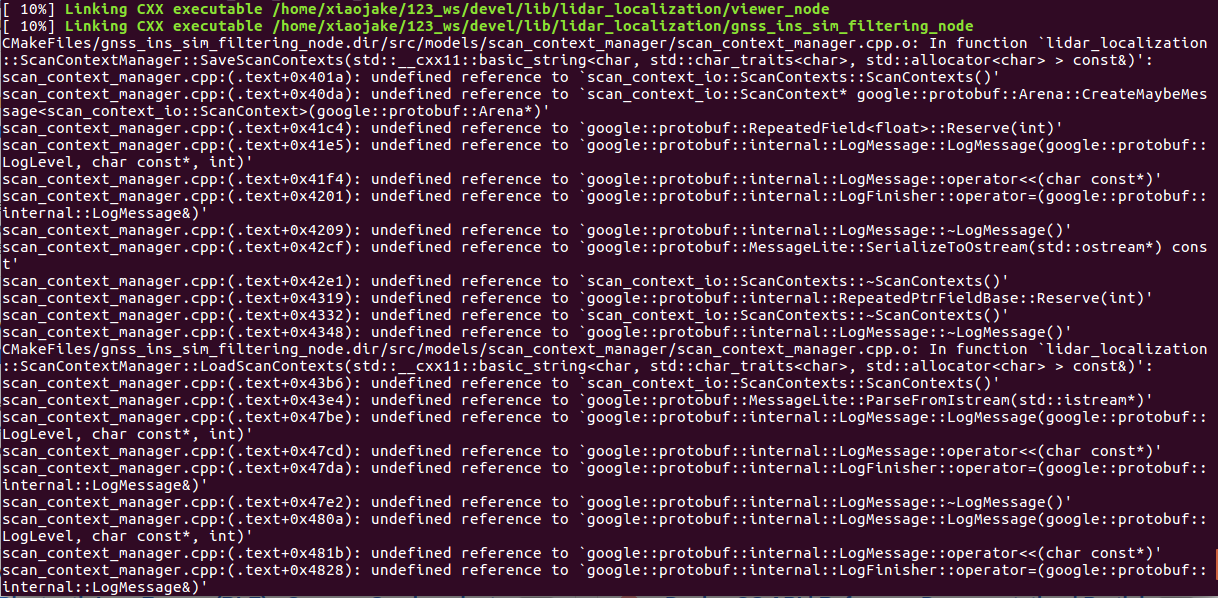 [ 10%] Linking CXX executable /home/xiaojake/123_ws/devel/lib/lidar_localization/viewer_node
[ 10%] Linking CXX executable /home/xiaojake/123_ws/devel/lib/lidar_localization/gnss_ins_sim_filtering_node
CMakeFiles/gnss_ins_sim_filtering_node.dir/src/models/scan_context_manager/scan_context_manager.cpp.o: In function `lidar_localization
::ScanContextManager::SaveScanContexts(std::__cxx11::basic_string<char, std::char_traits<char>, std::allocator<char> > const&)':
scan_context_manager.cpp:(.text+0x401a): undefined reference to `scan_context_io::ScanContexts::ScanContexts()'
scan_context_manager.cpp:(.text+0x40da): undefined reference to `scan_context_io::ScanContext* google::protobuf::Arena::CreateMaybeMes
sage<scan_context_io::ScanContext>(google::protobuf::Arena*)'
scan_context_manager.cpp:(.text+0x41c4): undefined reference to `google::protobuf::RepeatedField<float>::Reserve(int)'
scan_context_manager.cpp:(.text+0x41e5): undefined reference to `google::protobuf::internal::LogMessage::LogMessage(google::protobuf::
LogLevel, char const*, int)'
scan_context_manager.cpp:(.text+0x41f4): undefined reference to `google::protobuf::internal::LogMessage::operator<<(char const*)'
scan_context_manager.cpp:(.text+0x4201): undefined reference to `google::protobuf::internal::LogFinisher::operator=(google::protobuf::
internal::LogMessage&)'
scan_context_manager.cpp:(.text+0x4209): undefined reference to `google::protobuf::internal::LogMessage::~LogMessage()'
scan_context_manager.cpp:(.text+0x42cf): undefined reference to `google::protobuf::MessageLite::SerializeToOstream(std::ostream*) cons
t'
scan_context_manager.cpp:(.text+0x42e1): undefined reference to `scan_context_io::ScanContexts::~ScanContexts()'
scan_context_manager.cpp:(.text+0x4319): undefined reference to `google::protobuf::internal::RepeatedPtrFieldBase::Reserve(int)'
scan_context_manager.cpp:(.text+0x4332): undefined reference to `scan_context_io::ScanContexts::~ScanContexts()'
scan_context_manager.cpp:(.text+0x4348): undefined reference to `google::protobuf::internal::LogMessage::~LogMessage()'
CMakeFiles/gnss_ins_sim_filtering_node.dir/src/models/scan_context_manager/scan_context_manager.cpp.o: In function `lidar_localization
::ScanContextManager::LoadScanContexts(std::__cxx11::basic_string<char, std::char_traits<char>, std::allocator<char> > const&)':
scan_context_manager.cpp:(.text+0x43b6): undefined reference to `scan_context_io::ScanContexts::ScanContexts()'
scan_context_manager.cpp:(.text+0x43e4): undefined reference to `google::protobuf::MessageLite::ParseFromIstream(std::istream*)'
scan_context_manager.cpp:(.text+0x47be): undefined reference to `google::protobuf::internal::LogMessage::LogMessage(google::protobuf::
LogLevel, char const*, int)'
scan_context_manager.cpp:(.text+0x47cd): undefined reference to `google::protobuf::internal::LogMessage::operator<<(char const*)'
scan_context_manager.cpp:(.text+0x47da): undefined reference to `google::protobuf::internal::LogFinisher::operator=(google::protobuf::
internal::LogMessage&)'
scan_context_manager.cpp:(.text+0x47e2): undefined reference to `google::protobuf::internal::LogMessage::~LogMessage()'
scan_context_manager.cpp:(.text+0x480a): undefined reference to `google::protobuf::internal::LogMessage::LogMessage(google::protobuf::
LogLevel, char const*, int)'
scan_context_manager.cpp:(.text+0x481b): undefined reference to `google::protobuf::internal::LogMessage::operator<<(char const*)'
scan_context_manager.cpp:(.text+0x4828): undefined reference to `google::protobuf::internal::LogFinisher::operator=(google::protobuf::
internal::LogMessage&)'